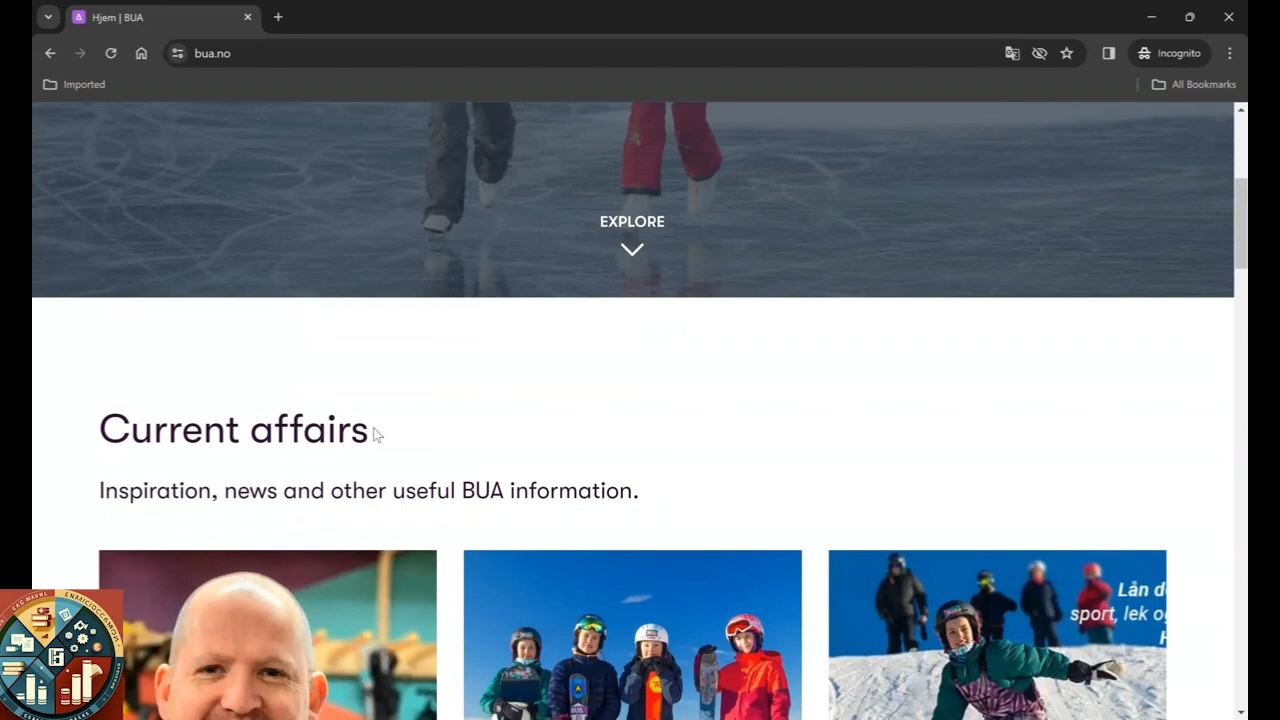 Hjem | BUA
bua.no
Incognito
Imported
All Bookmarks
EXPLORE
Current affairs
Inspiration, news and other useful BUA information.
Lån
sport, lek